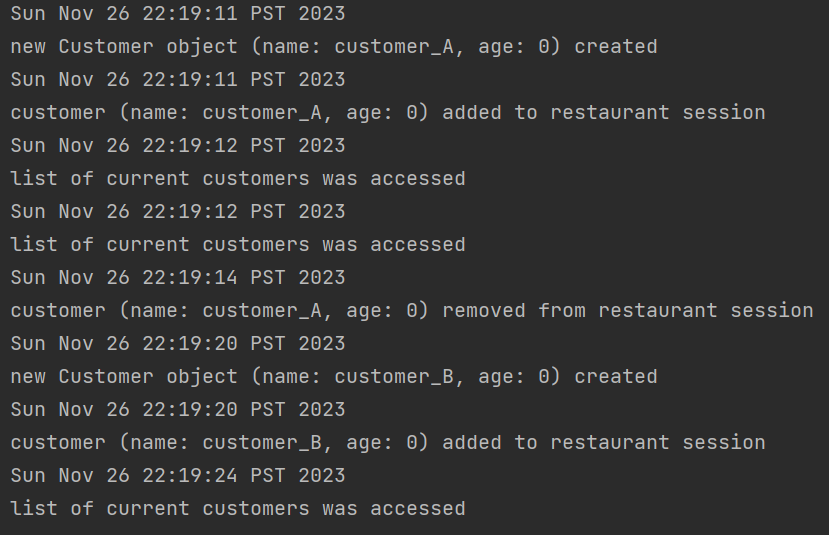 Sun Nov 26 22:19:11 PST 2023
new Customer object (name: customer_A, age: 0) created
Sun Nov 26 22:19:11 PST 2023
customer (name: customer_A, age: 0) added to restaurant session
Sun Nov 26 22:19:12 PST 2023
list of current customers was accessed
Sun Nov 26 22:19:12 PST 2023
list of current customers was accessed
Sun Nov 26 22:19:14 PST 2023
customer (name: customer_A, age: 0) removed from restaurant session
Sun Nov 26 22:19:20 PST 2023
new Customer object (name: customer_B, age: 0) created
Sun Nov 26 22:19:20 PST 2023
customer (name: customer_B, age: 0) added to restaurant session
Sun Nov 26 22:19:24 PST 2023
list of current customers was accessed